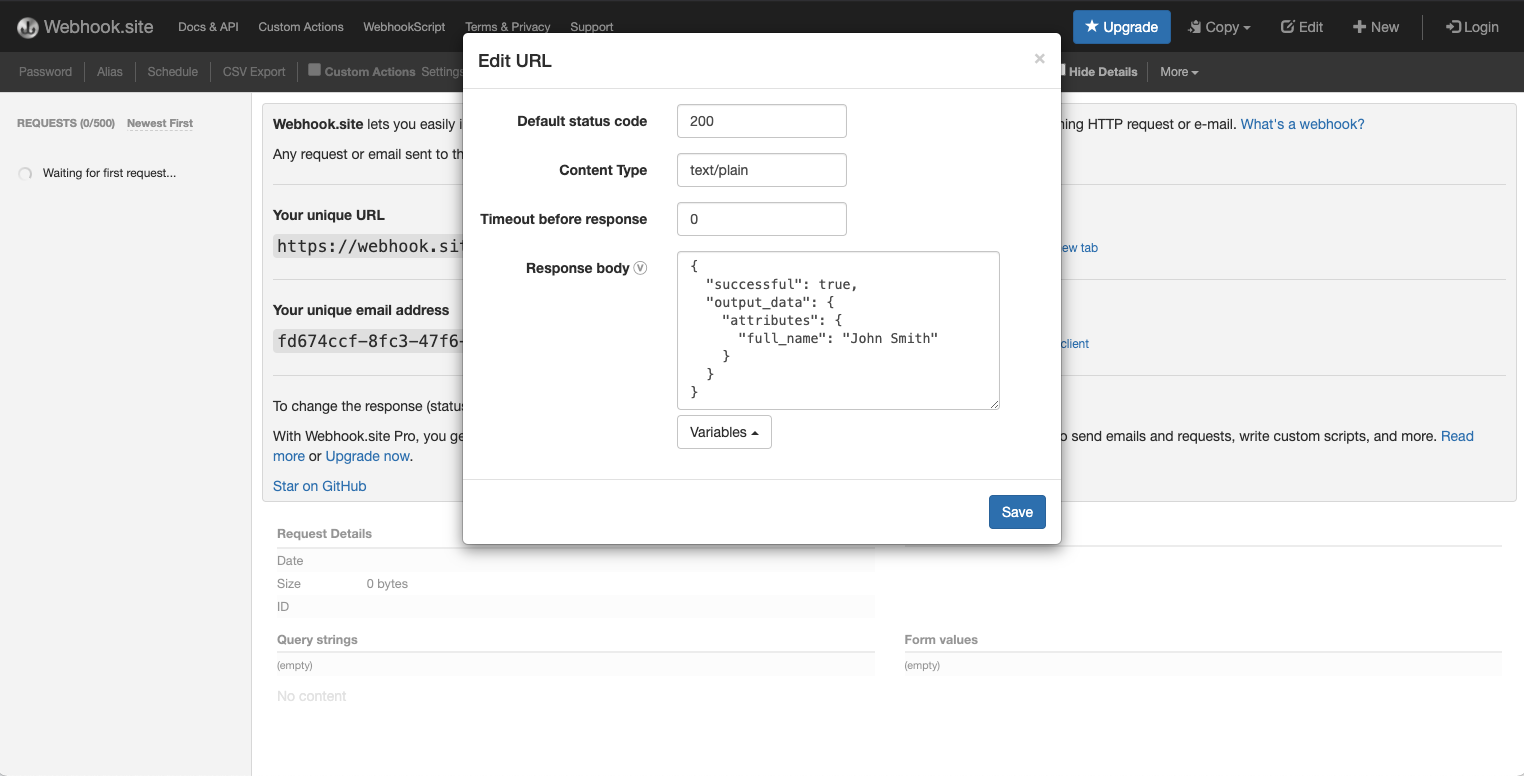 Webhook.site Docs & API Custom Actions WebhookScript Terms & Privacy Support Upgrade Copy Edit New Login
Password Alias Schedule CSV Export Custom Actions Settings Hide Details More
REQUESTS (0/500) Newest First
Waiting for first request...
Edit URL ×
Default status code 200
Content Type text/plain
Timeout before response 0
Response body V
{
"successful": true,
"output_data": {
"attributes": {
"full_name": "John Smith"
}
}
}
Variables
Save
Webhook.site lets you easily HTTP request or e-mail. What's a webhook?
Any request or email sent to
Your unique URL
https://webhook. tab
Your unique email address
fd674ccf-8fc3-47f6- client
To change the response
With Webhook.site Pro, you send emails and requests, write custom scripts, and more. Read
more or Upgrade now.
Star on GitHub
Request Details
Date
Size 0 bytes
ID
Query strings
(empty)
No content
Form values
(empty)